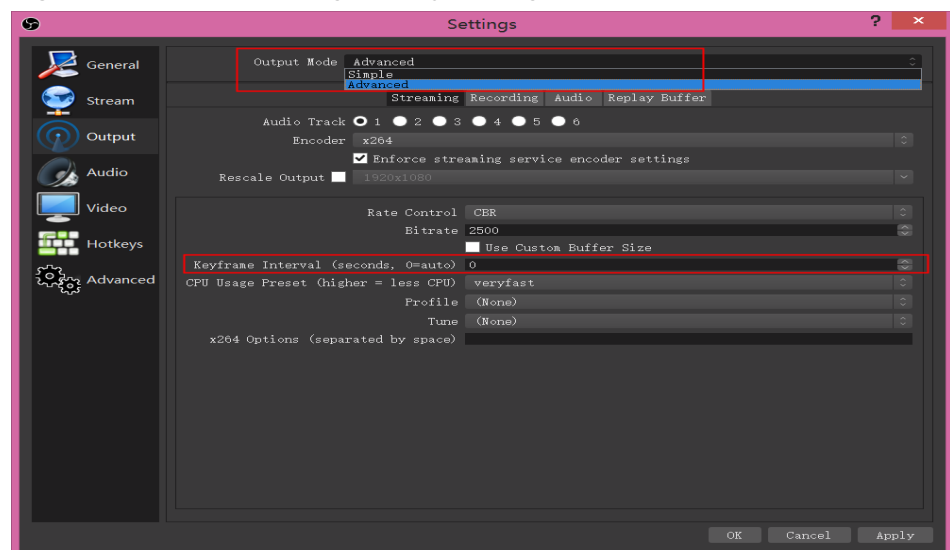 Settings
?
General
Stream
Output
Audio
Video
Hotkeys
Advanced
Output Mode Advanced
Simple
Advanced
Streaming Recording Audio Replay Buffer
Audio Track 1 2 3 4 5 6
Encoder x264
Enforce streaming service encoder settings
Rescale Output 1920x1080
Rate Control CBR
Bitrate 2500
Use Custom Buffer Size
Keyframe Interval (seconds, 0=auto) 0
CPU Usage Preset (higher = less CPU) veryfast
Profile (None)
Tune (None)
x264 Options (separated by space)
OK Cancel Apply